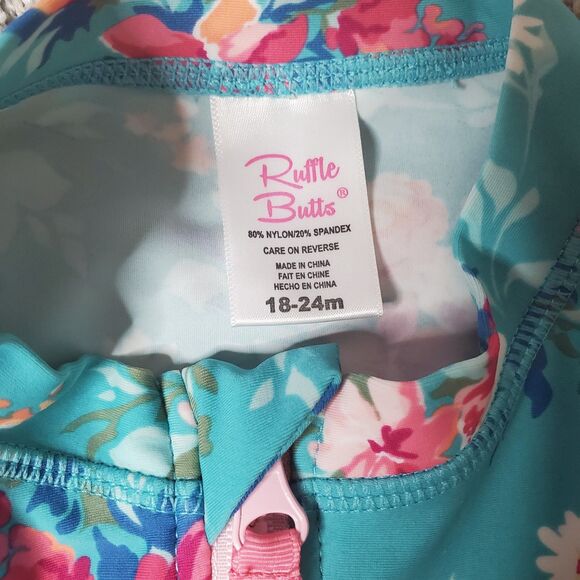 Ruffle
Butts®
80% NYLON/20% SPANDEX
CARE ON REVERSE
MADE IN CHINA
FAIT EN CHINE
HECHO EN CHINA
18-24m